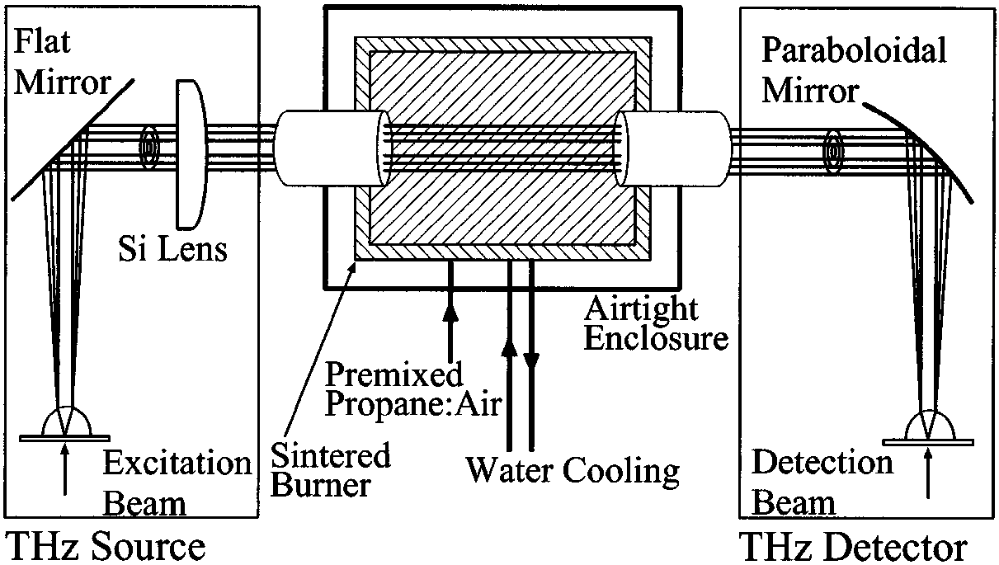 Flat
Mirror
Si Lens
Excitation
Beam
THz Source
Sintered
Burner
Premixed
Propane:Air
Water Cooling
Airtight
Enclosure
Paraboloidal
Mirror
Detection
Beam
THz Detector